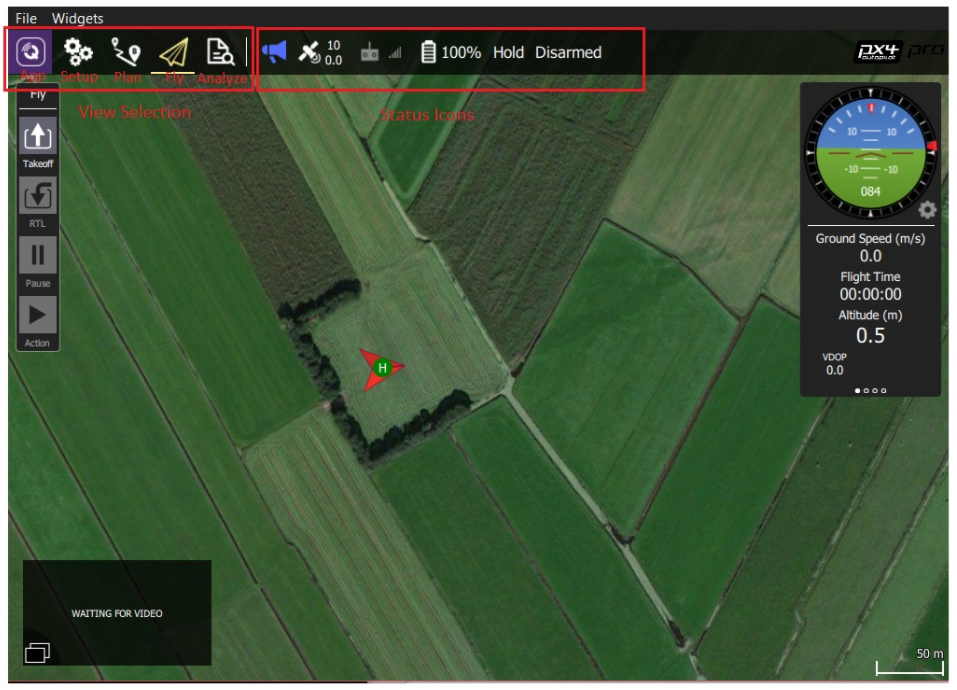 File Widgets
10
0.0
100% Hold Disarmed
px4 pro
autopilot
App Setup Plan Fly Analyze
View Selection
Status Icons
Fly
Takeoff
RTL
Pause
Action
H
10 10
-10 -10
084
Ground Speed (m/s)
0.0
Flight Time
00:00:00
Altitude (m)
0.5
VDOP
0.0
WAITING FOR VIDEO
50 m